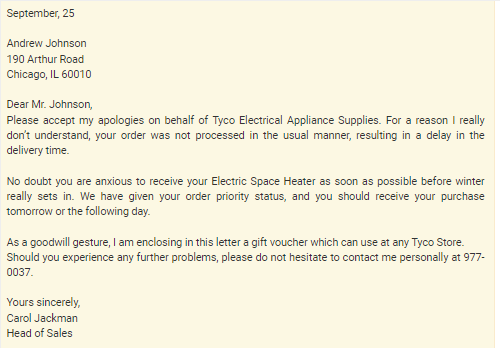 September, 25
Andrew Johnson
190 Arthur Road
Chicago, IL 60010
Dear Mr. Johnson,
Please accept my apologies on behalf of Tyco Electrical Appliance Supplies. For a reason I really
don't understand, your order was not processed in the usual manner, resulting in a delay in the
delivery time.
No doubt you are anxious to receive your Electric Space Heater as soon as possible before winter
really sets in. We have given your order priority status, and you should receive your purchase
tomorrow or the following day.
As a goodwill gesture, I am enclosing in this letter a gift voucher which can use at any Tyco Store.
Should you experience any further problems, please do not hesitate to contact me personally at 977-
0037.
Yours sincerely,
Carol Jackman
Head of Sales